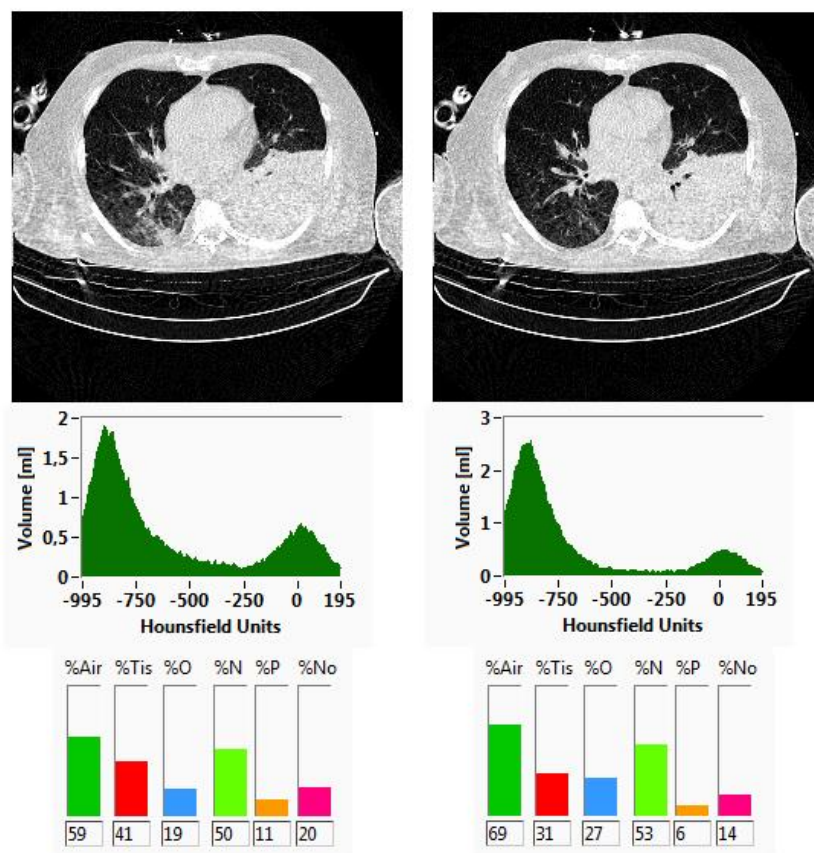 2
1,5
1
0,5
0
Volume [ml]
-995 -750 -500 -250 0 195
Hounsfield Units
%Air %Tis %O %N %P %No
59 41 19 50 11 20
3
2
1
0
Volume [ml]
-995 -750 -500 -250 0 195
Hounsfield Units
%Air %Tis %O %N %P %No
69 31 27 53 6 14